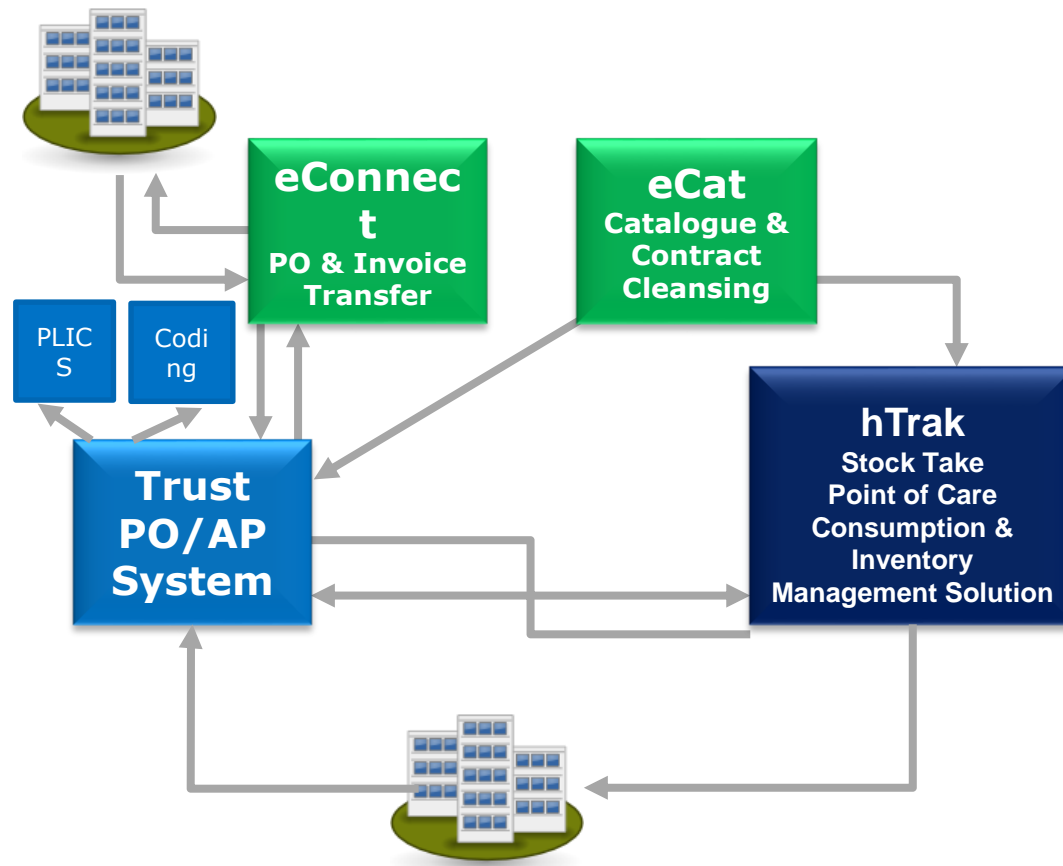 eConnec
t
PO & Invoice
Transfer
eCat
Catalogue &
Contract
Cleansing
PLIC
S
Codi
ng
hTrak
Stock Take
Point of Care
Consumption &
Inventory
Management Solution
Trust
PO/AP
System